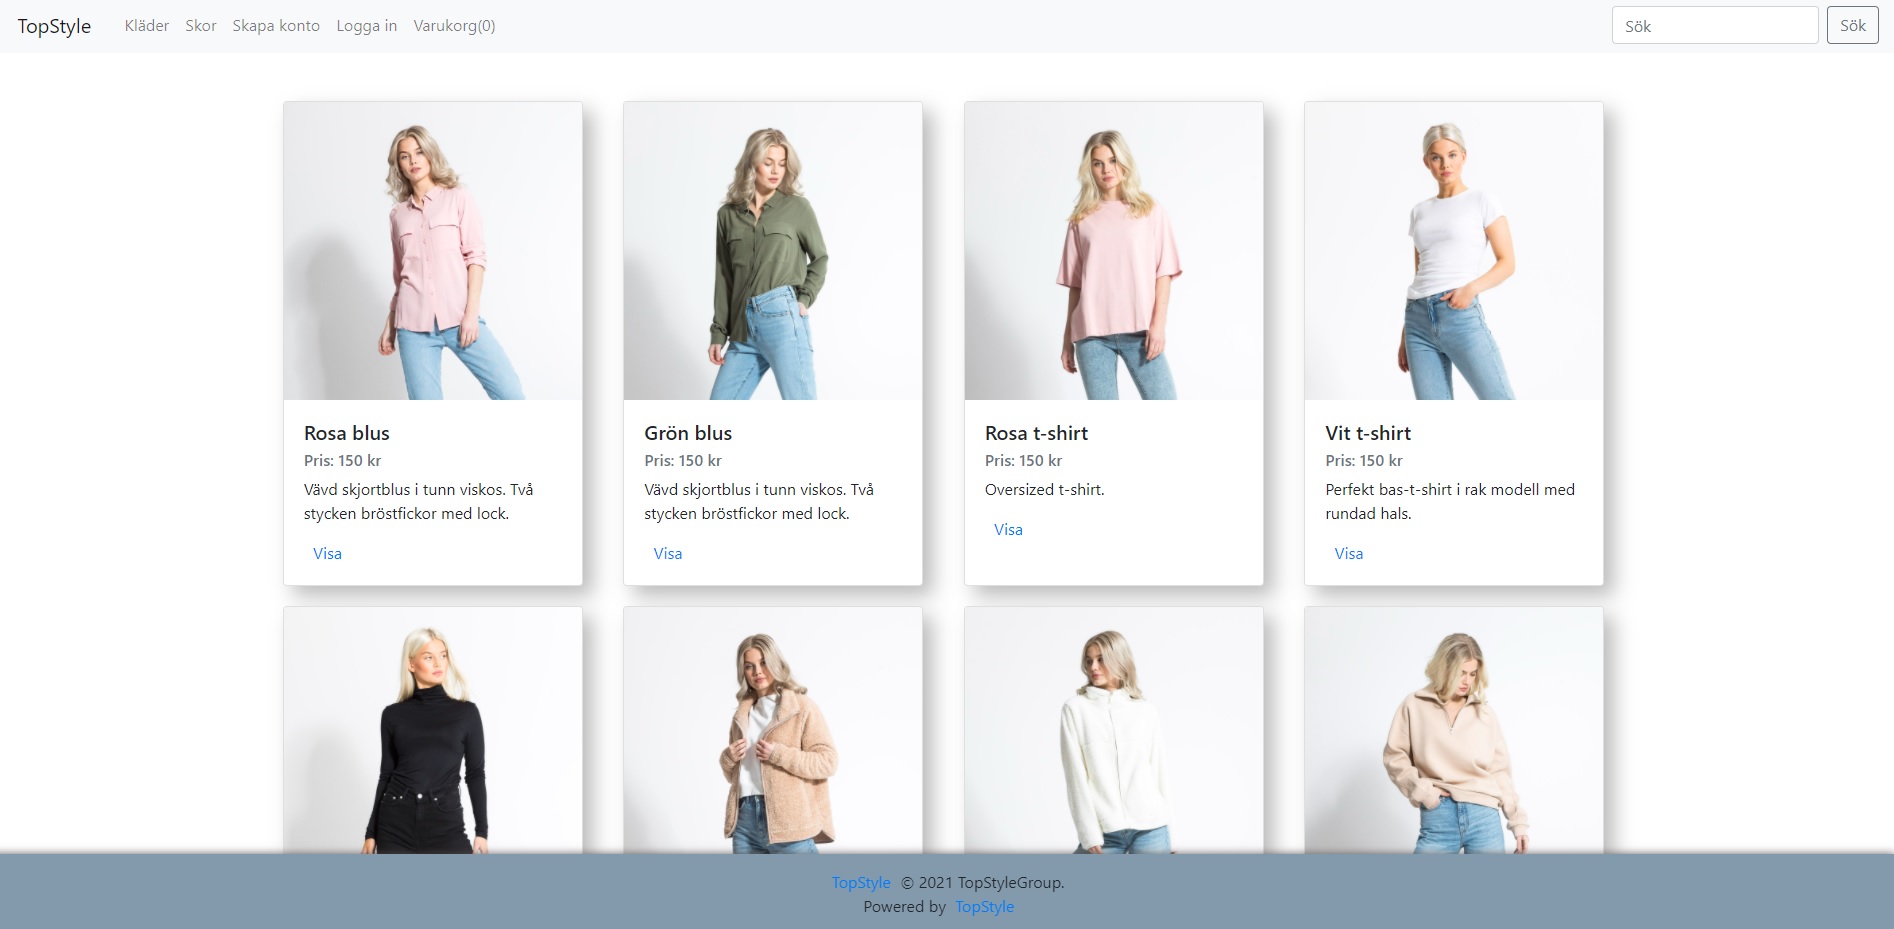 TopStyle Kläder Skor Skapa konto Logga in Varukorg(0) Sök Sök
Rosa blus
Pris: 150 kr
Vävd skjortblus i tunn viskos. Två
stycken bröstfickor med lock.
Visa
Grön blus
Pris: 150 kr
Vävd skjortblus i tunn viskos. Två
stycken bröstfickor med lock.
Visa
Rosa t-shirt
Pris: 150 kr
Oversized t-shirt.
Visa
Vit t-shirt
Pris: 150 kr
Perfekt bas-t-shirt i rak modell med
rundad hals.
Visa
TopStyle © 2021 TopStyleGroup.
Powered by TopStyle